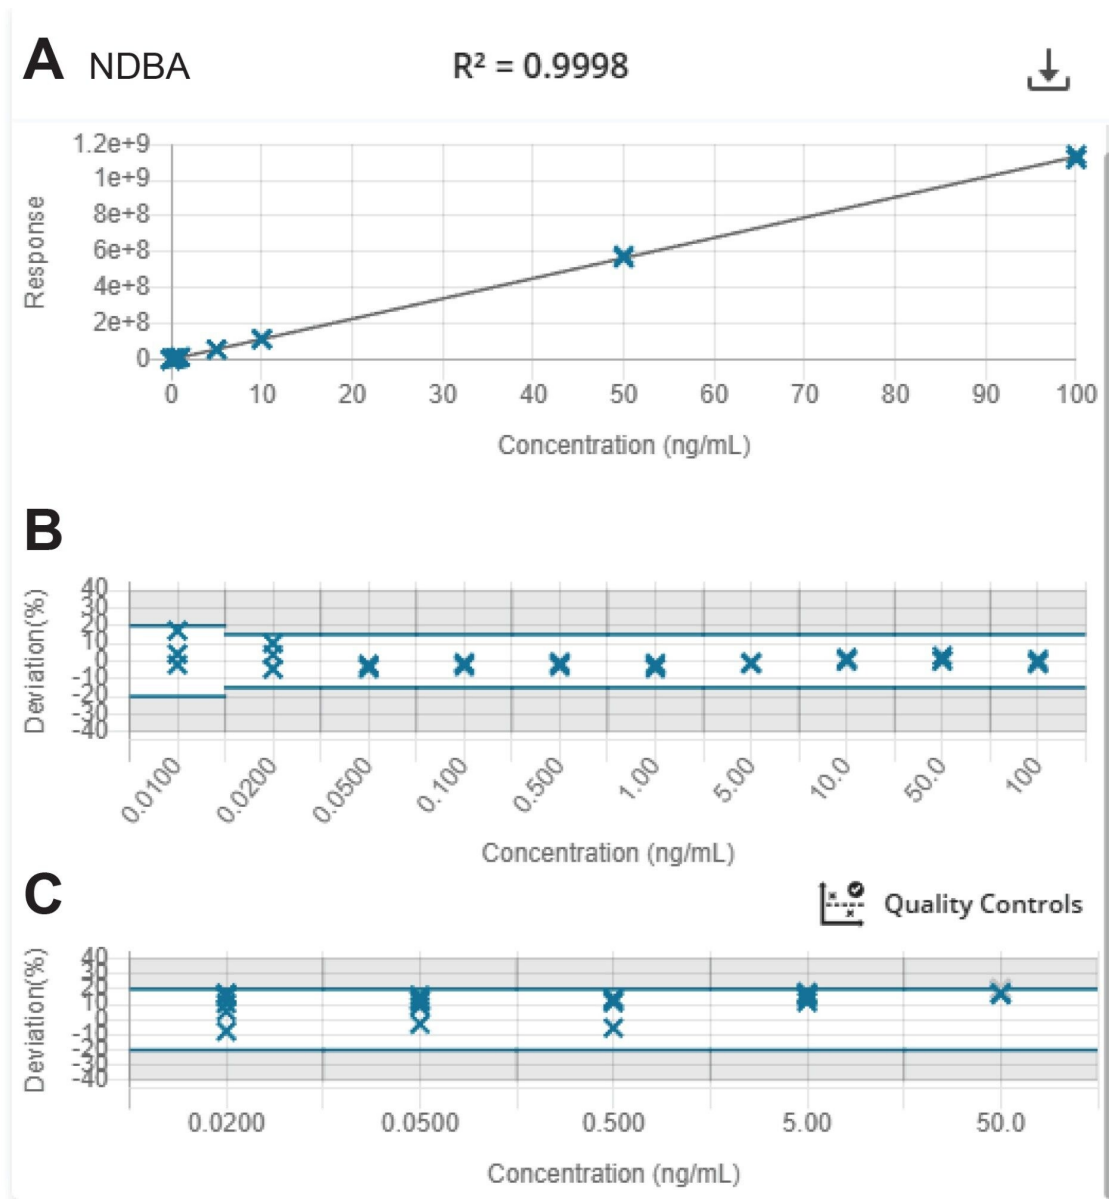 A NDBA R² = 0.9998
1.2e+9
1e+9
8e+8
6e+8
4e+8
2e+8
0
Response
0 10 20 30 40 50 60 70 80 90 100
Concentration (ng/mL)
B
40
30
20
10
0
-10
-20
-30
-40
Deviation(%)
0.0100 0.0200 0.0500 0.100 0.500 1.00 5.00 10.0 50.0 100
Concentration (ng/mL)
C
Quality Controls
40
30
20
10
0
-10
-20
-30
-40
Deviation(%)
0.0200 0.0500 0.500 5.00 50.0
Concentration (ng/mL)